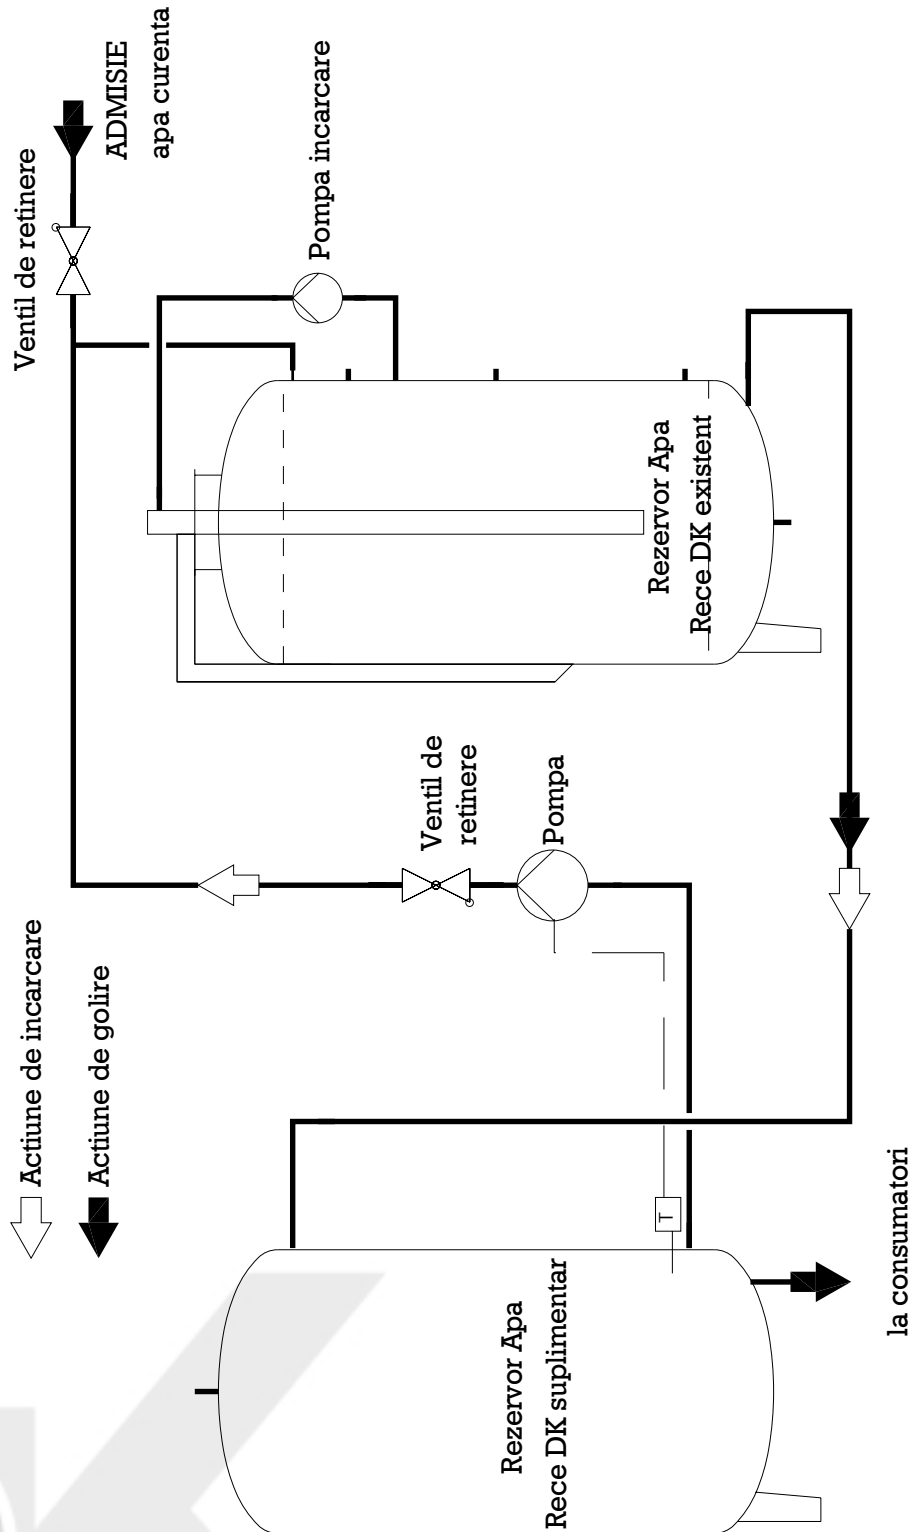 Actiune de incarcare
Actiune de golire
Ventil de retinere
ADMISIE
apa curenta
Pompa incarcare
Ventil de
retinere
Pompa
Rezervor Apa
Rece DK existent
T
Rezervor Apa
Rece DK suplimentar
la consumatori